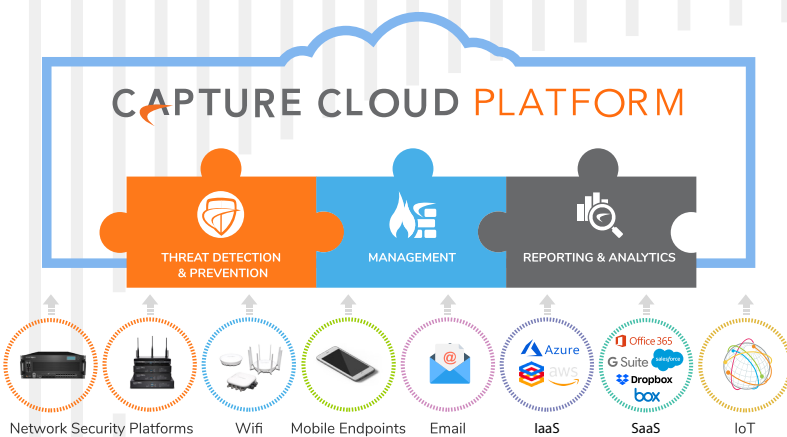 CAPTURE CLOUD PLATFORM
THREAT DETECTION
& PREVENTION
MANAGEMENT
REPORTING & ANALYTICS
@
Azure
aws
Office 365
G Suite
salesforce
Dropbox
box
Network Security Platforms
Wifi
Mobile Endpoints
Email
IaaS
SaaS
IoT